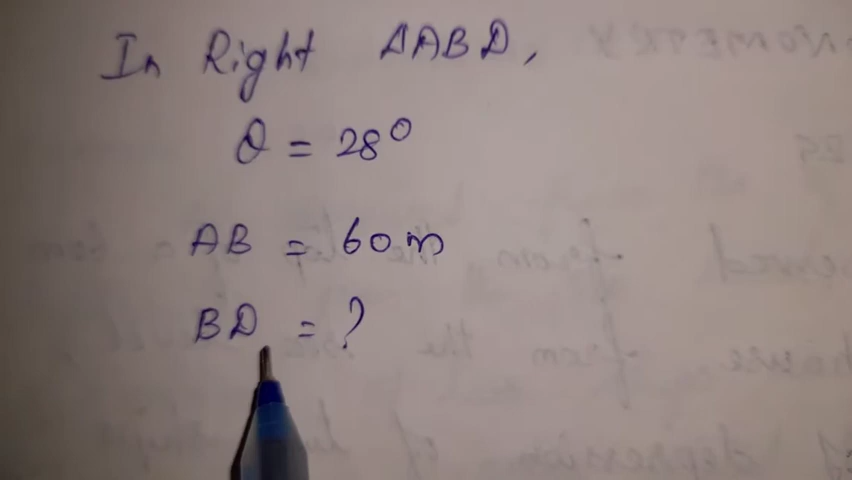 In Right ΔABD,
θ = 28°
AB = 60m
BD = ?